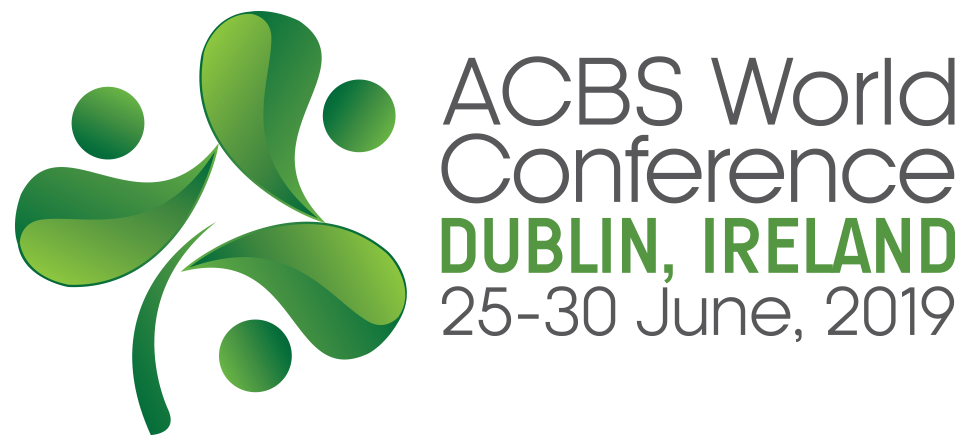 ACBS World
Conference
DUBLIN, IRELAND
25-30 June, 2019